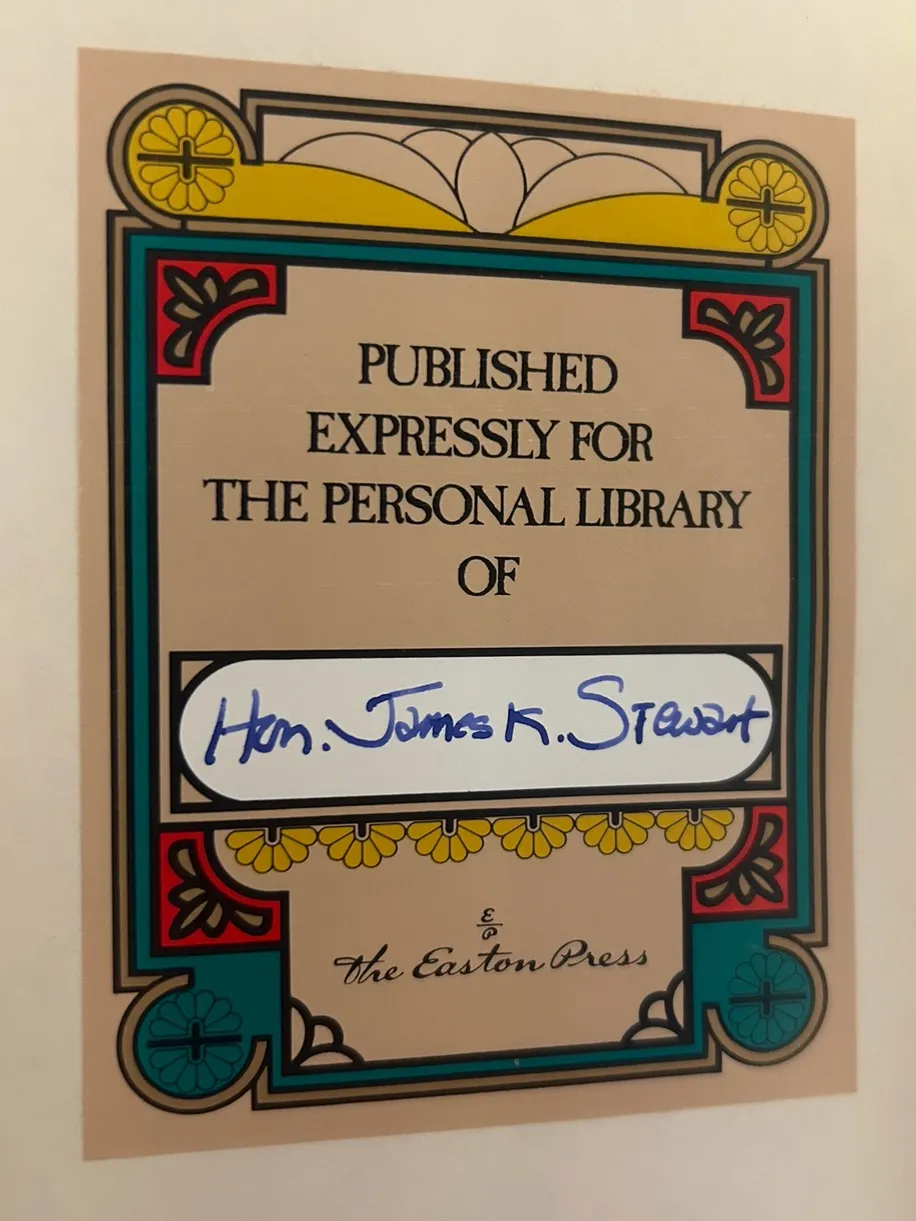 PUBLISHED
EXPRESSLY FOR
THE PERSONAL LIBRARY
OF
Hon. James K. Stewart
E
P
The Easton Press